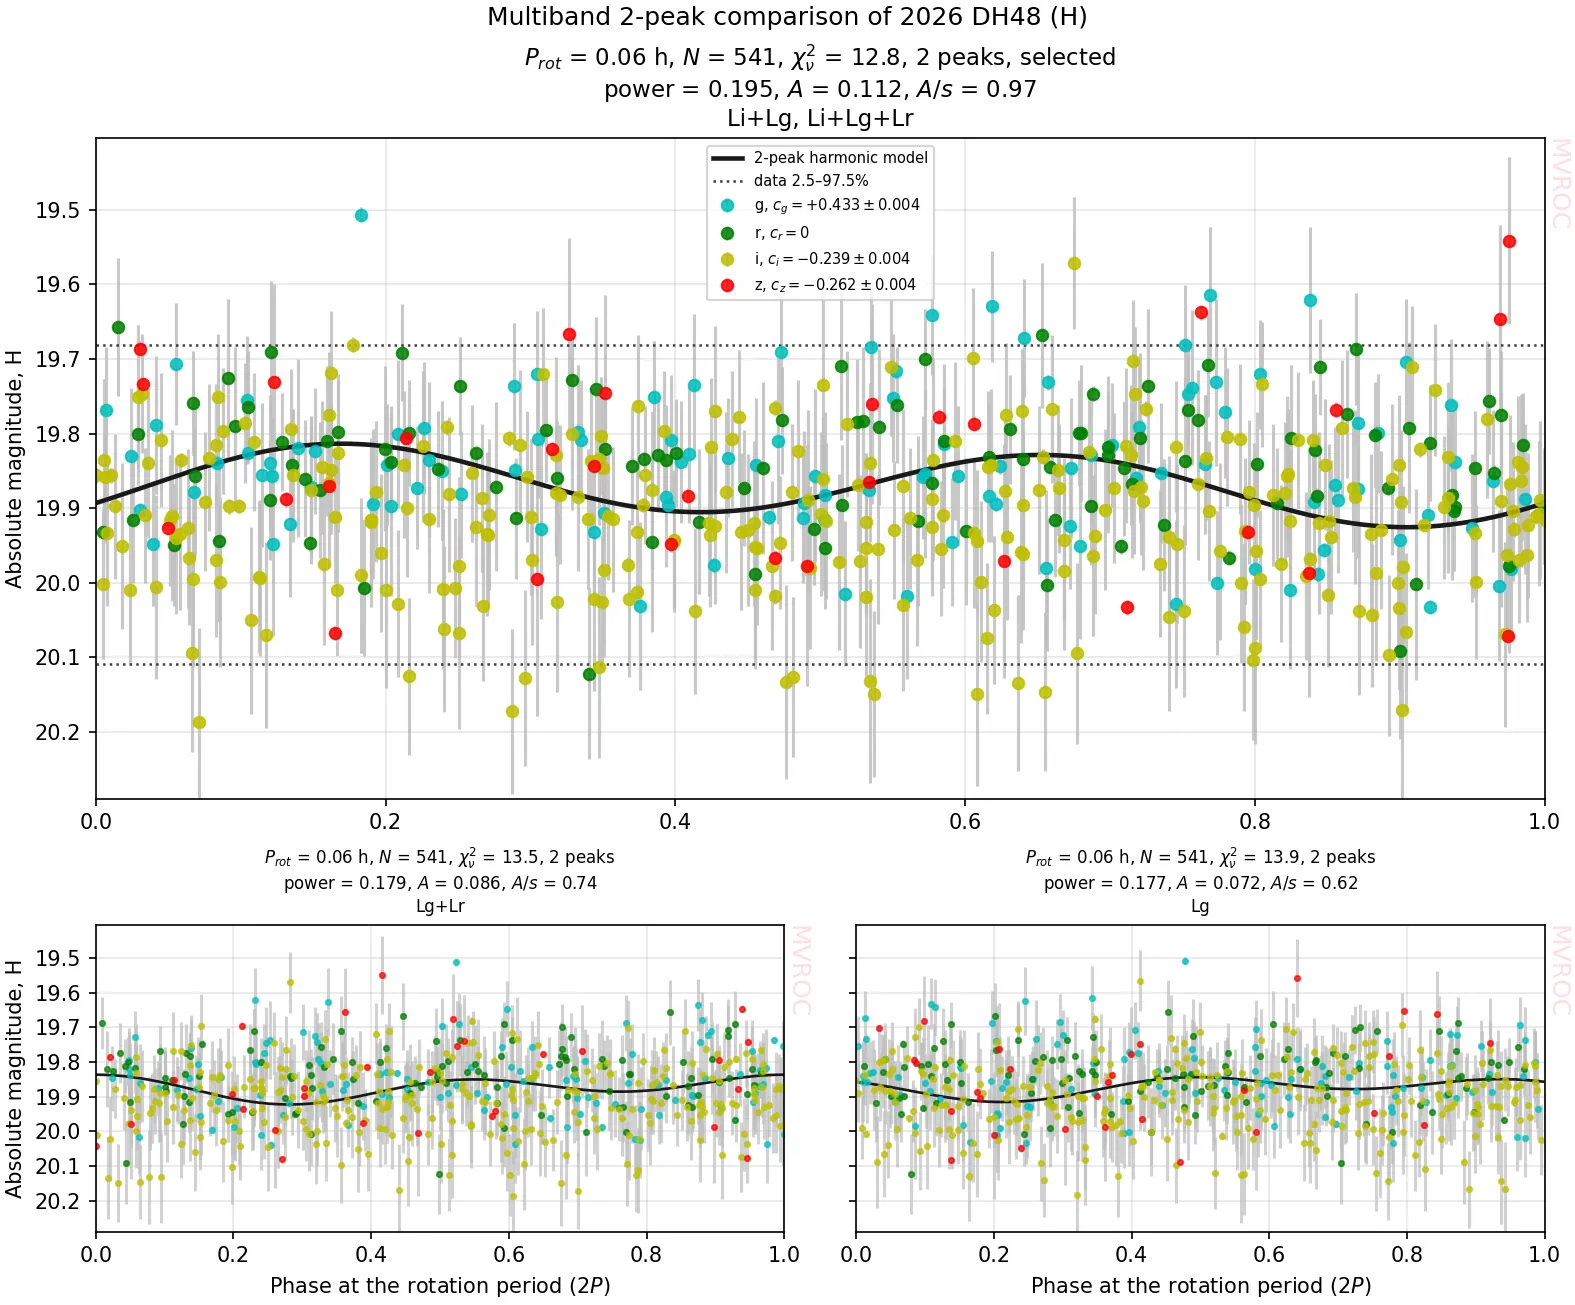 Multiband 2-peak comparison of 2026 DH48 (H)
P_rot = 0.06 h, N = 541, χ²_ν = 12.8, 2 peaks, selected
power = 0.195, A = 0.112, A/s = 0.97
Li+Lg, Li+Lg+Lr
MVROC
2-peak harmonic model
data 2.5–97.5%
g, c_g = +0.433 ± 0.004
r, c_r = 0
i, c_i = −0.239 ± 0.004
z, c_z = −0.262 ± 0.004
Absolute magnitude, H
19.5
19.6
19.7
19.8
19.9
20.0
20.1
20.2
0.0 0.2 0.4 0.6 0.8 1.0
P_rot = 0.06 h, N = 541, χ²_ν = 13.5, 2 peaks
power = 0.179, A = 0.086, A/s = 0.74
Lg+Lr
MVROC
Absolute magnitude, H
19.5
19.6
19.7
19.8
19.9
20.0
20.1
20.2
0.0 0.2 0.4 0.6 0.8 1.0
Phase at the rotation period (2P)
P_rot = 0.06 h, N = 541, χ²_ν = 13.9, 2 peaks
power = 0.177, A = 0.072, A/s = 0.62
Lg
MVROC
0.0 0.2 0.4 0.6 0.8 1.0
Phase at the rotation period (2P)